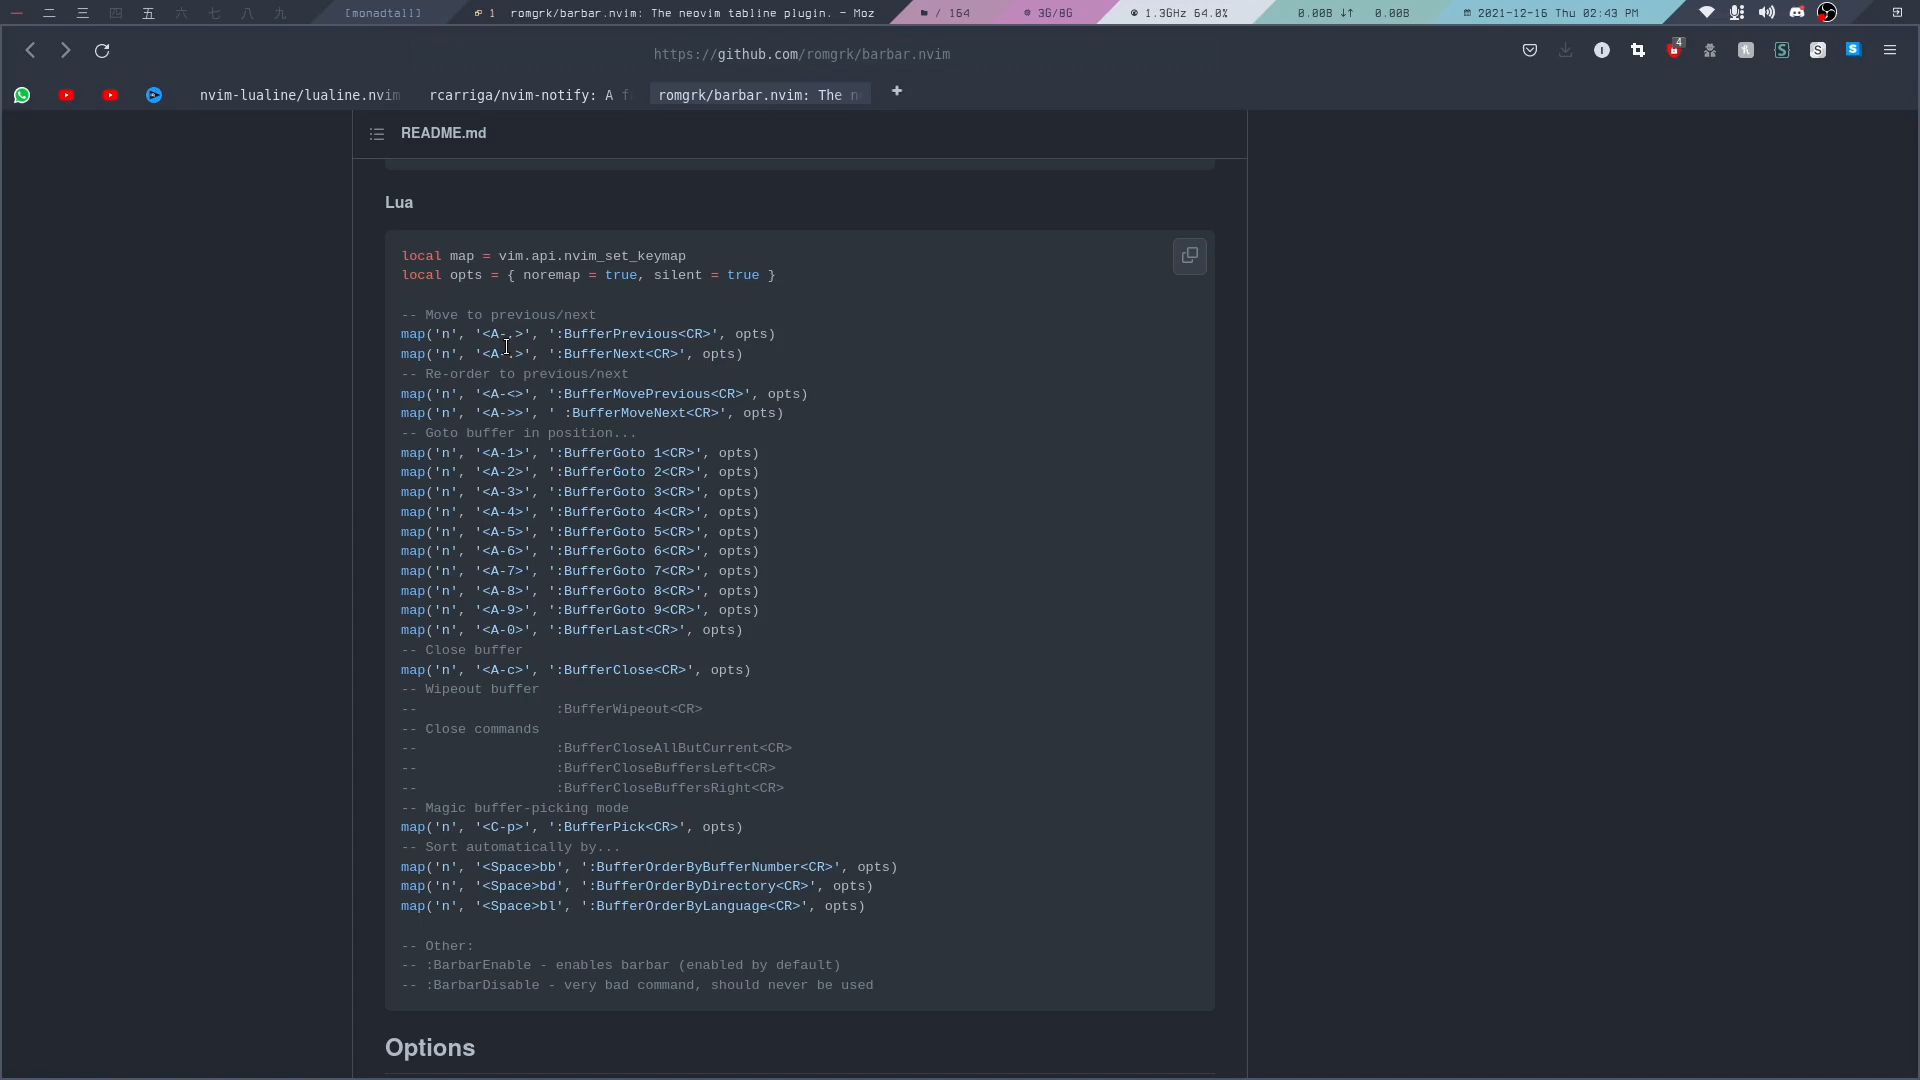 一 二 三 四 五 六 七 八 九 [monadtall] 1 romgrk/barbar.nvim: The neovim tabline plugin. — Moz / 164 3G/8G 1.3GHz 64.0% 0.00B ↓↑ 0.00B 2021-12-16 Thu 02:43 PM
https://github.com/romgrk/barbar.nvim 4
nvim-lualine/lualine.nvim rcarriga/nvim-notify: A f romgrk/barbar.nvim: The ne +
README.md
Lua
local map = vim.api.nvim_set_keymap
local opts = { noremap = true, silent = true }
-- Move to previous/next
map('n', '<A-,>', ':BufferPrevious<CR>', opts)
map('n', '<A-.>', ':BufferNext<CR>', opts)
-- Re-order to previous/next
map('n', '<A-<>', ':BufferMovePrevious<CR>', opts)
map('n', '<A->>', ' :BufferMoveNext<CR>', opts)
-- Goto buffer in position...
map('n', '<A-1>', ':BufferGoto 1<CR>', opts)
map('n', '<A-2>', ':BufferGoto 2<CR>', opts)
map('n', '<A-3>', ':BufferGoto 3<CR>', opts)
map('n', '<A-4>', ':BufferGoto 4<CR>', opts)
map('n', '<A-5>', ':BufferGoto 5<CR>', opts)
map('n', '<A-6>', ':BufferGoto 6<CR>', opts)
map('n', '<A-7>', ':BufferGoto 7<CR>', opts)
map('n', '<A-8>', ':BufferGoto 8<CR>', opts)
map('n', '<A-9>', ':BufferGoto 9<CR>', opts)
map('n', '<A-0>', ':BufferLast<CR>', opts)
-- Close buffer
map('n', '<A-c>', ':BufferClose<CR>', opts)
-- Wipeout buffer
--                 :BufferWipeout<CR>
-- Close commands
--                 :BufferCloseAllButCurrent<CR>
--                 :BufferCloseBuffersLeft<CR>
--                 :BufferCloseBuffersRight<CR>
-- Magic buffer-picking mode
map('n', '<C-p>', ':BufferPick<CR>', opts)
-- Sort automatically by...
map('n', '<Space>bb', ':BufferOrderByBufferNumber<CR>', opts)
map('n', '<Space>bd', ':BufferOrderByDirectory<CR>', opts)
map('n', '<Space>bl', ':BufferOrderByLanguage<CR>', opts)
-- Other:
-- :BarbarEnable - enables barbar (enabled by default)
-- :BarbarDisable - very bad command, should never be used
Options